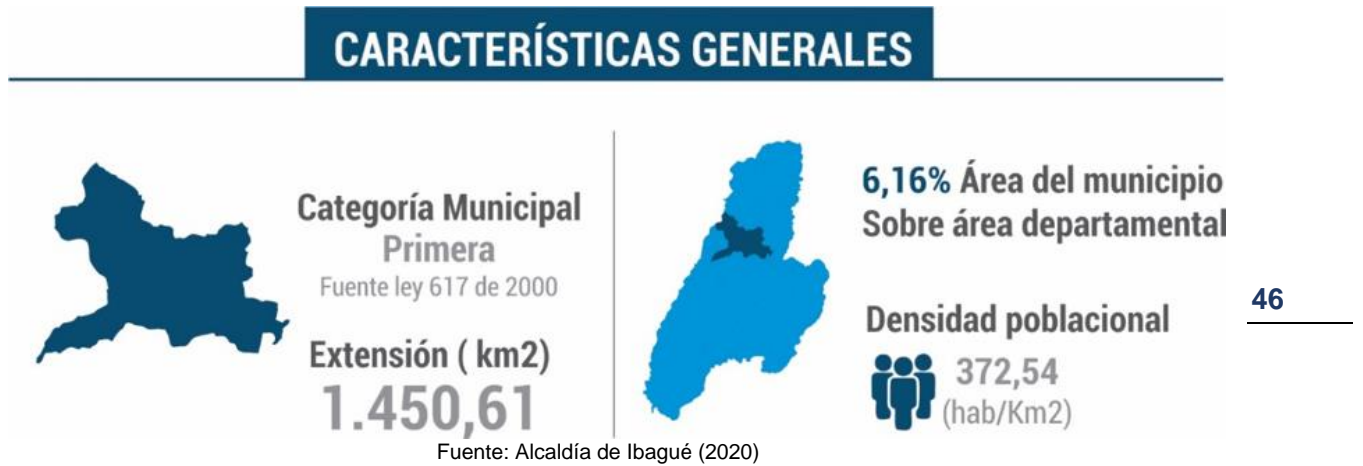 CARACTERÍSTICAS GENERALES
Categoría Municipal
Primera
Fuente ley 617 de 2000
Extensión ( km2)
1.450,61
6,16% Área del municipio
Sobre área departamental
Densidad poblacional
372,54
(hab/Km2)
46
Fuente: Alcaldía de Ibagué (2020)